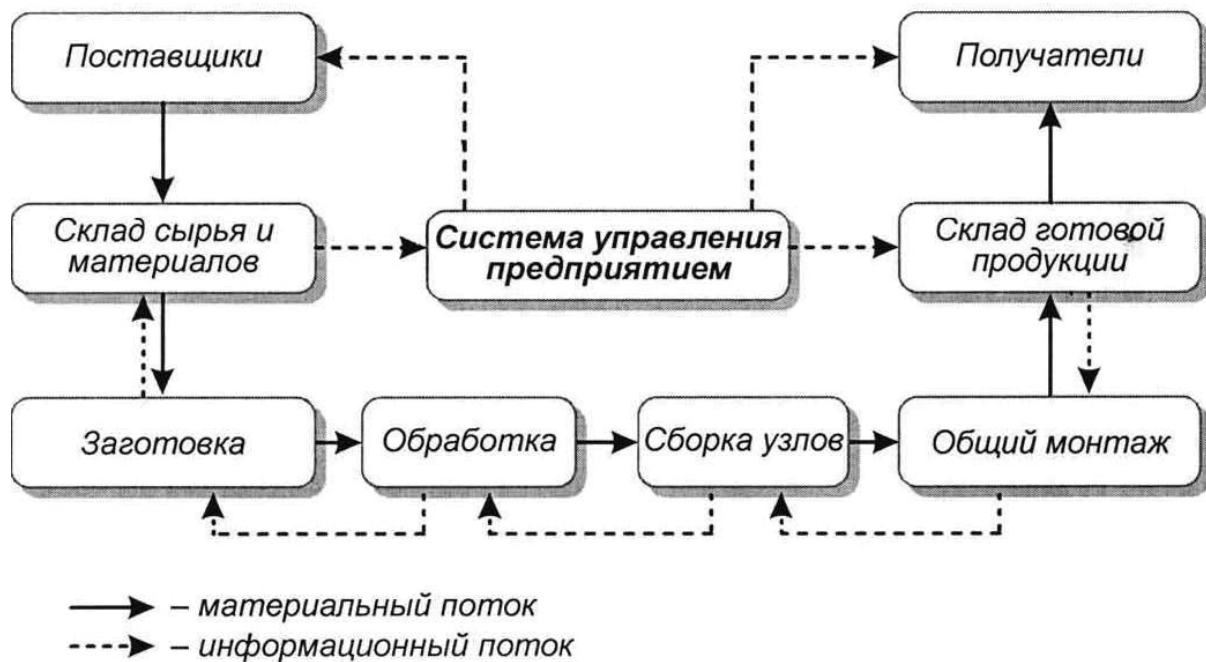 Поставщики
Получатели
Склад сырья и
материалов
Система управления
предприятием
Склад готовой
продукции
Заготовка
Обработка
Сборка узлов
Общий монтаж
– материальный поток
– информационный поток